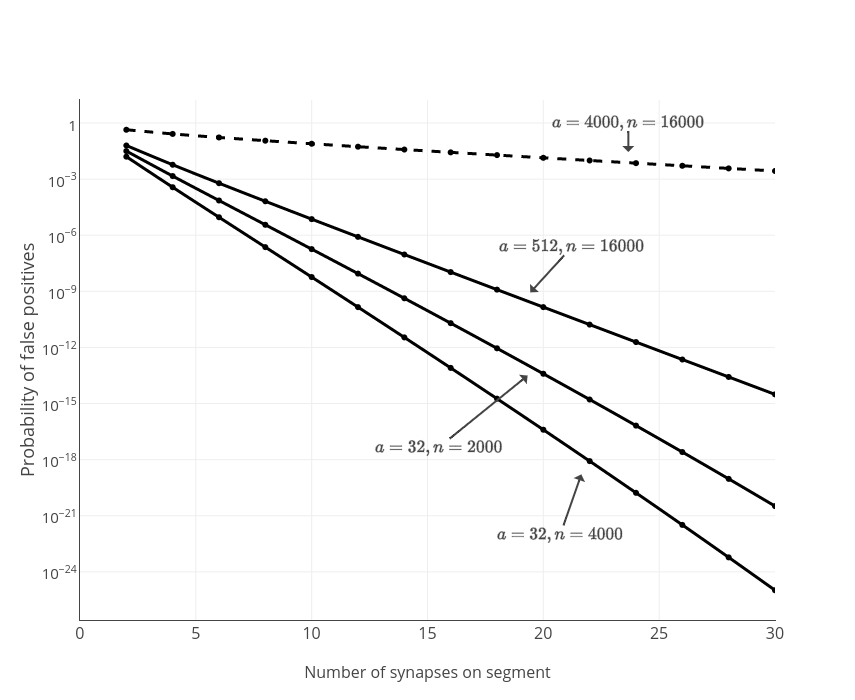 1
10−3
10−6
10−9
10−12
10−15
10−18
10−21
10−24
Probability of false positives
a = 4000, n = 16000
a = 512, n = 16000
a = 32, n = 2000
a = 32, n = 4000
0 5 10 15 20 25 30
Number of synapses on segment